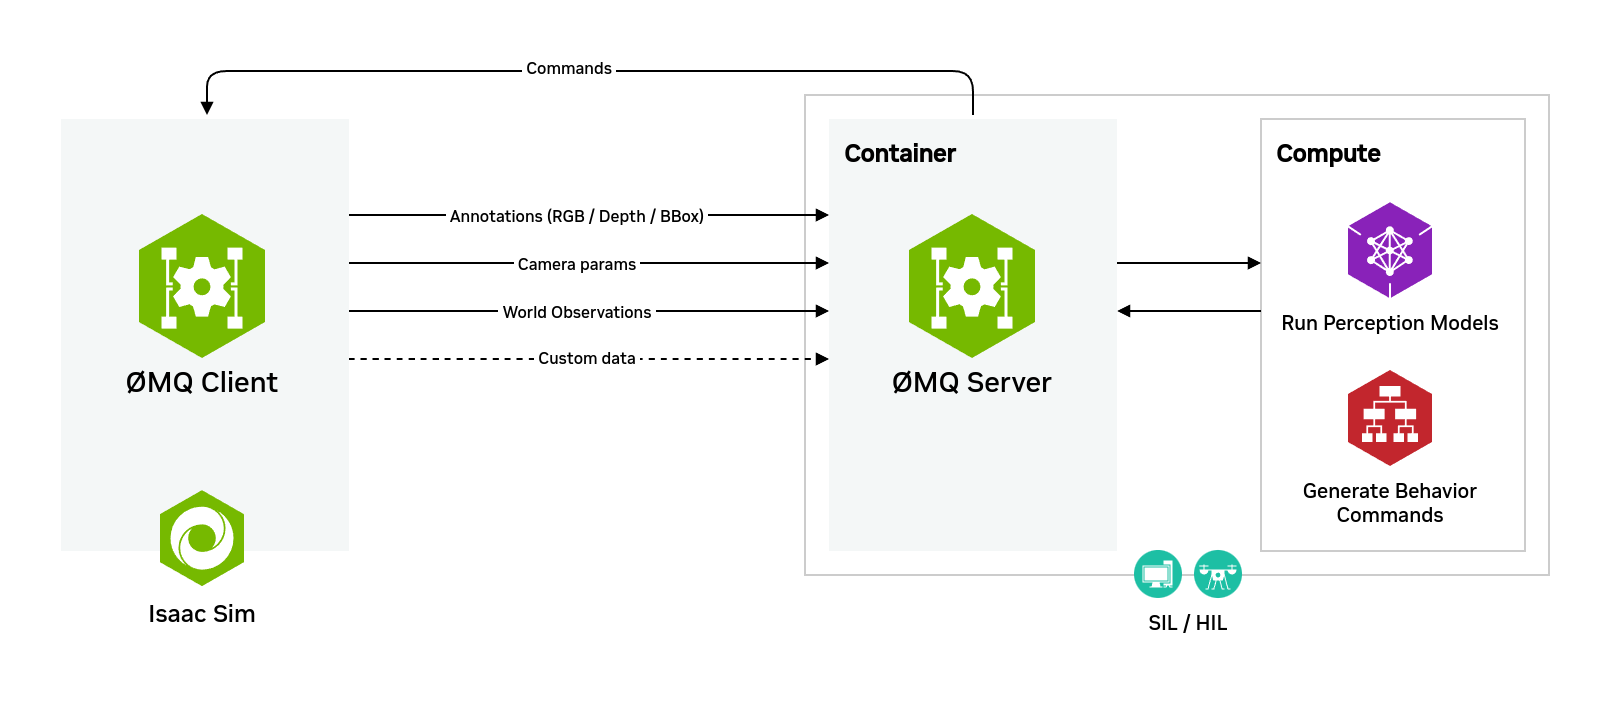 Commands
Container
Compute
Annotations (RGB / Depth / BBox)
Camera params
World Observations
Custom data
ØMQ Client
ØMQ Server
Run Perception Models
Generate Behavior
Commands
Isaac Sim
SIL / HIL